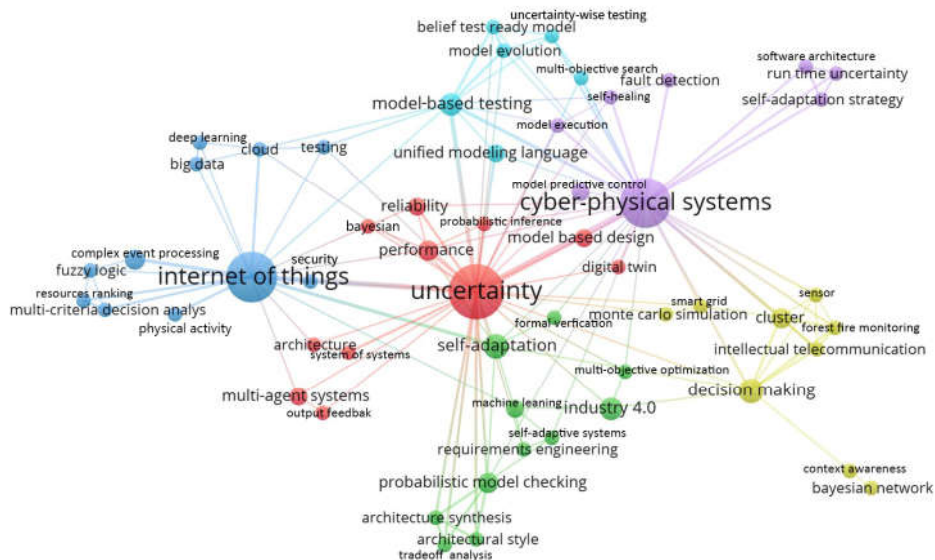 uncertainty-wise testing
belief test ready model
model evolution
software architecture
run time uncertainty
multi-objective search
fault detection
self-healing
self-adaptation strategy
model-based testing
model execution
deep learning
cloud
testing
big data
unified modeling language
model predictive control
cyber-physical systems
reliability
bayesian
probabilistic inference
model based design
performance
complex event processing
security
fuzzy logic
internet of things
digital twin
resources ranking
multi-criteria decision analys
uncertainty
physical activity
smart grid
sensor
monte carlo simulation
cluster
formal verfication
forest fire monitoring
architecture
system of systems
self-adaptation
intellectual telecommunication
multi-objective optimization
multi-agent systems
output feedbak
machine leaning
industry 4.0
decision making
self-adaptive systems
requirements engineering
context awareness
probabilistic model checking
bayesian network
architecture synthesis
architectural style
tradeoff analysis